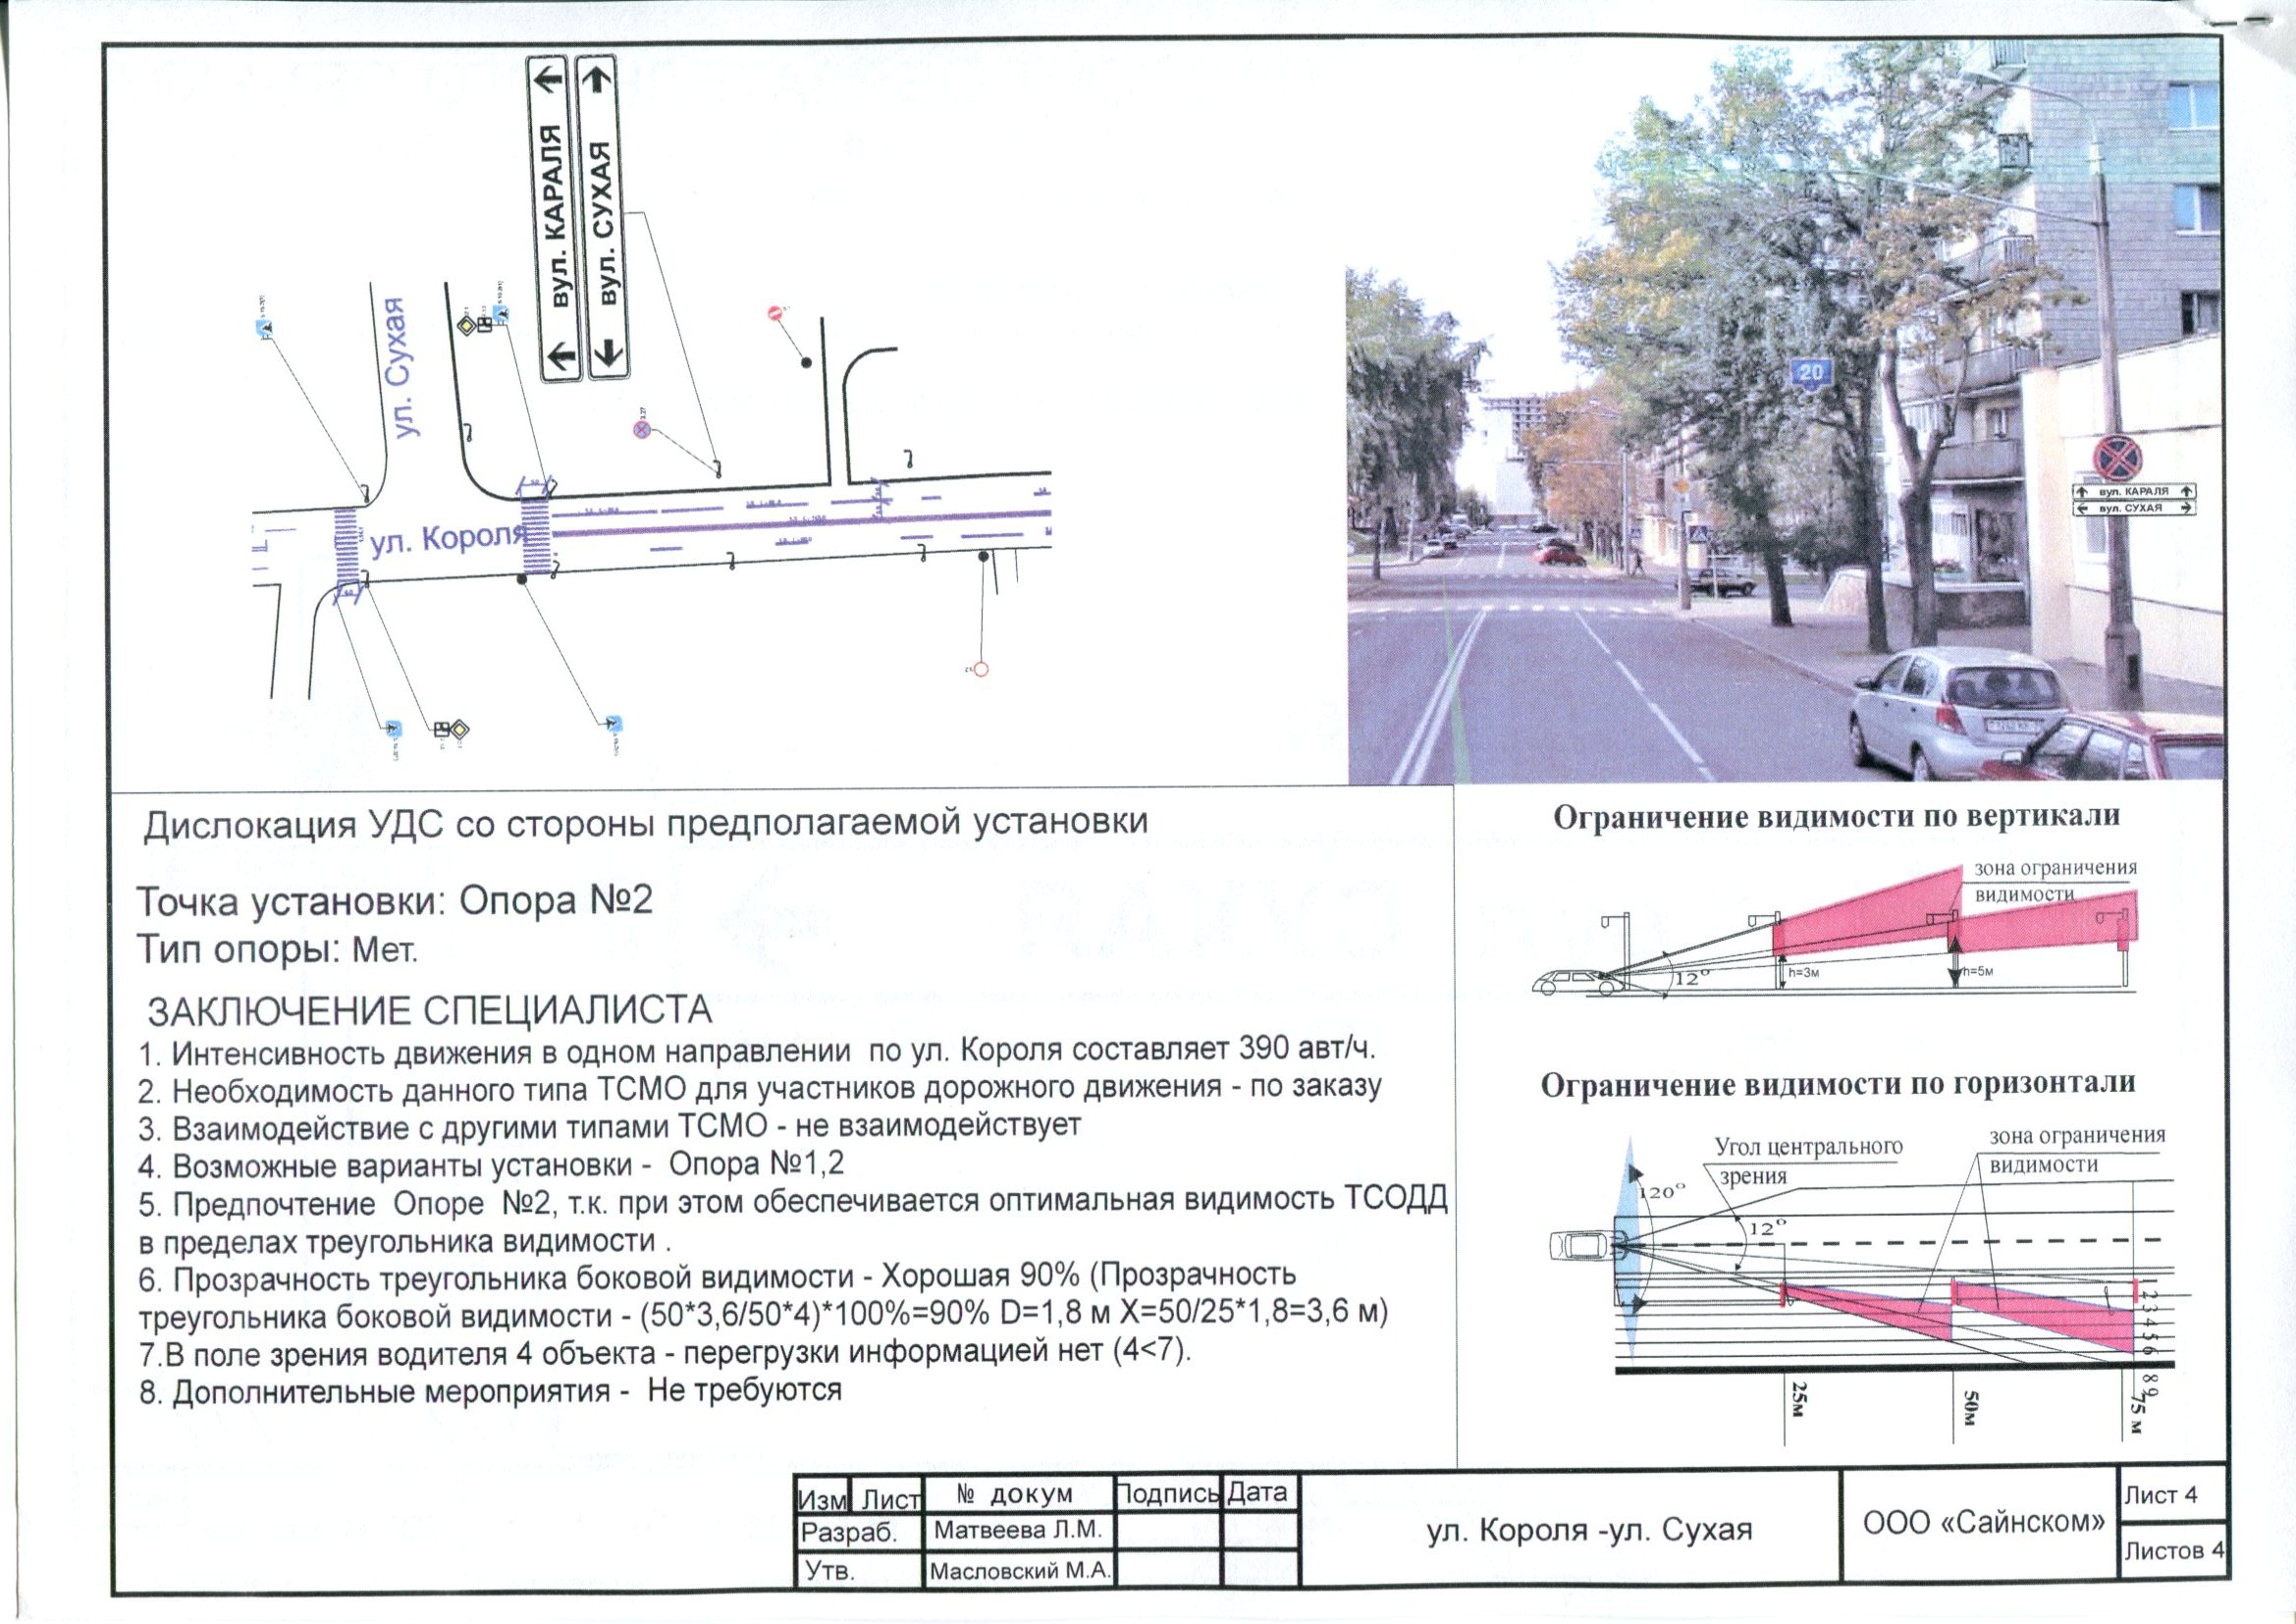 вул. КАРАЛЯ
вул. СУХАЯ
ул. Сухая
ул. Короля
3.27
20
вул. КАРАЛЯ
вул. СУХАЯ
Дислокация УДС со стороны предполагаемой установки
Точка установки: Опора №2
Тип опоры: Мет.
ЗАКЛЮЧЕНИЕ СПЕЦИАЛИСТА
1. Интенсивность движения в одном направлении по ул. Короля составляет 390 авт/ч.
2. Необходимость данного типа ТСМО для участников дорожного движения - по заказу
3. Взаимодействие с другими типами ТСМО - не взаимодействует
4. Возможные варианты установки - Опора №1,2
5. Предпочтение Опоре №2, т.к. при этом обеспечивается оптимальная видимость ТСОДД
в пределах треугольника видимости .
6. Прозрачность треугольника боковой видимости - Хорошая 90% (Прозрачность
треугольника боковой видимости - (50*3,6/50*4)*100%=90% D=1,8 м X=50/25*1,8=3,6 м)
7.В поле зрения водителя 4 объекта - перегрузки информацией нет (4<7).
8. Дополнительные мероприятия - Не требуются
Ограничение видимости по вертикали
зона ограничения
видимости
12°
h=3м
h=5м
Ограничение видимости по горизонтали
Угол центрального
зрения
зона ограничения
видимости
120°
12°
1 2 3 4 5 6
8 9
25м
50м
75 м
Изм Лист № докум Подпись Дата
Разраб. Матвеева Л.М.
Утв. Масловский М.А.
ул. Короля -ул. Сухая
ООО «Сайнском»
Лист 4
Листов 4